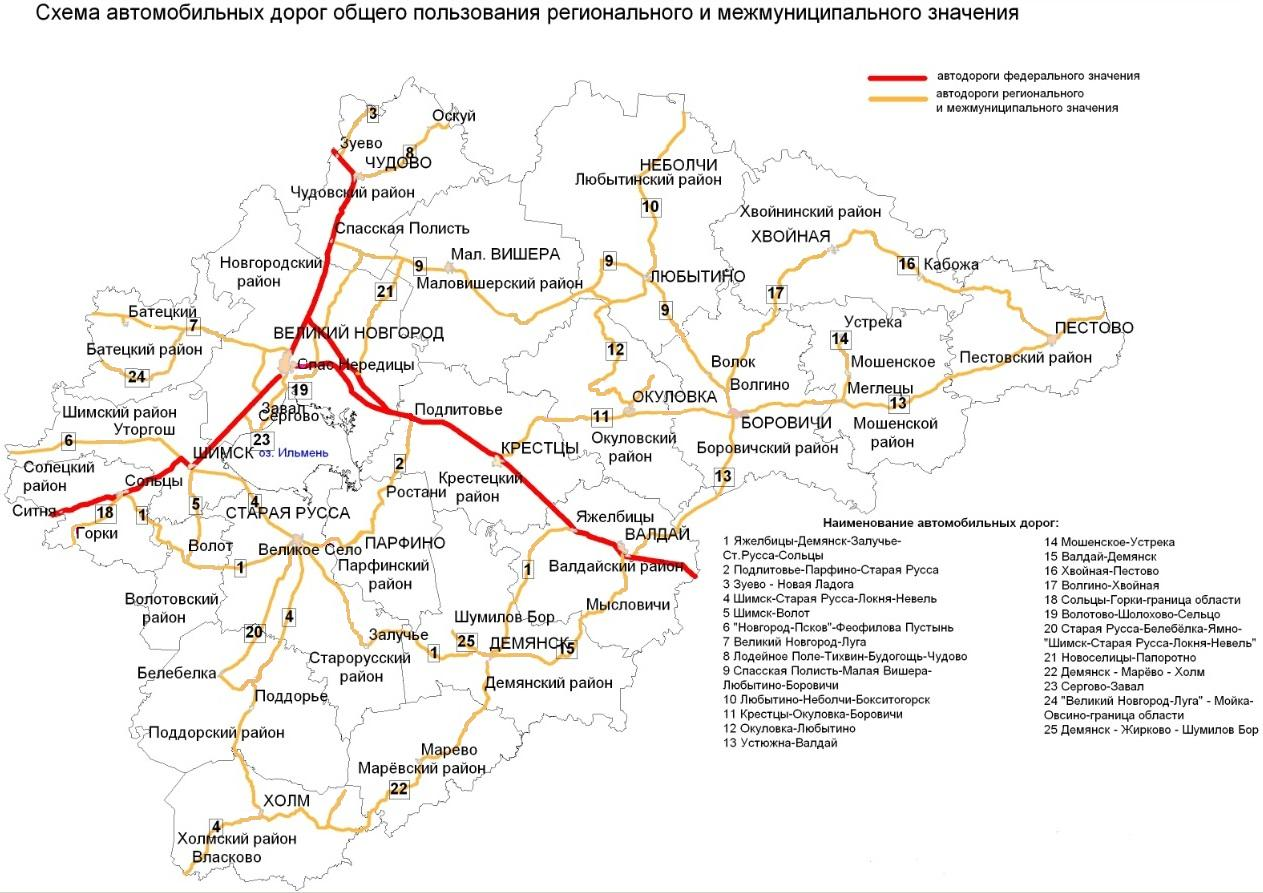 Схема автомобильных дорог общего пользования регионального и межмуниципального значения
автодороги федерального значения
автодороги регионального
и межмуниципального значения
3
Оскуй
Зуево
8
ЧУДОВО
Чудовский район
НЕБОЛЧИ
Любытинский район
10
Хвойнинский район
ХВОЙНАЯ
Спасская Полисть
Новгородский
район
9
Мал. ВИШЕРА
Маловишерский район
21
9
ЛЮБЫТИНО
9
16
Кабожа
17
Батецкий
7
Батецкий район
24
ВЕЛИКИЙ НОВГОРОД
Спас Нередицы
19
Завал
Сергово
23
оз. Ильмень
Устрека
14
Мошенское
Меглецы
13
Мошенской
район
ПЕСТОВО
Пестовский район
12
Волок
Волгино
ОКУЛОВКА
11
Окуловский
район
БОРОВИЧИ
Боровичский район
13
Подлитовье
КРЕСТЦЫ
Крестецкий
район
Шимский район
Уторгош
6
ШИМСК
Солецкий
район
Сольцы
Ситня
18
1
Горки
5
4
СТАРАЯ РУССА
2
Ростани
Волот
Великое Село
ПАРФИНО
Парфинский
район
1
Яжелбицы
ВАЛДАЙ
Валдайский район
1
Мысловичи
Волотовский
район
20
4
Шумилов Бор
25
ДЕМЯНСК
15
Залучье
1
Старорусский
район
Демянский район
Белебелка
Поддорье
Поддорский район
Марево
Марёвский район
22
ХОЛМ
4
Холмский район
Власково
Наименование автомобильных дорог:
1 Яжелбицы-Демянск-Залучье-
Ст.Русса-Сольцы
2 Подлитовье-Парфино-Старая Русса
3 Зуево - Новая Ладога
4 Шимск-Старая Русса-Локня-Невель
5 Шимск-Волот
6 "Новгород-Псков"-Феофилова Пустынь
7 Великий Новгород-Луга
8 Лодейное Поле-Тихвин-Будогощь-Чудово
9 Спасская Полисть-Малая Вишера-
Любытино-Боровичи
10 Любытино-Неболчи-Бокситогорск
11 Крестцы-Окуловка-Боровичи
12 Окуловка-Любытино
13 Устюжна-Валдай
14 Мошенское-Устрека
15 Валдай-Демянск
16 Хвойная-Пестово
17 Волгино-Хвойная
18 Сольцы-Горки-граница области
19 Волотово-Шолохово-Сельцо
20 Старая Русса-Белебёлка-Ямно-
"Шимск-Старая Русса-Локня-Невель"
21 Новоселицы-Папоротно
22 Демянск - Марёво - Холм
23 Сергово-Завал
24 "Великий Новгород-Луга" - Мойка-
Овсино-граница области
25 Демянск - Жирково - Шумилов Бор